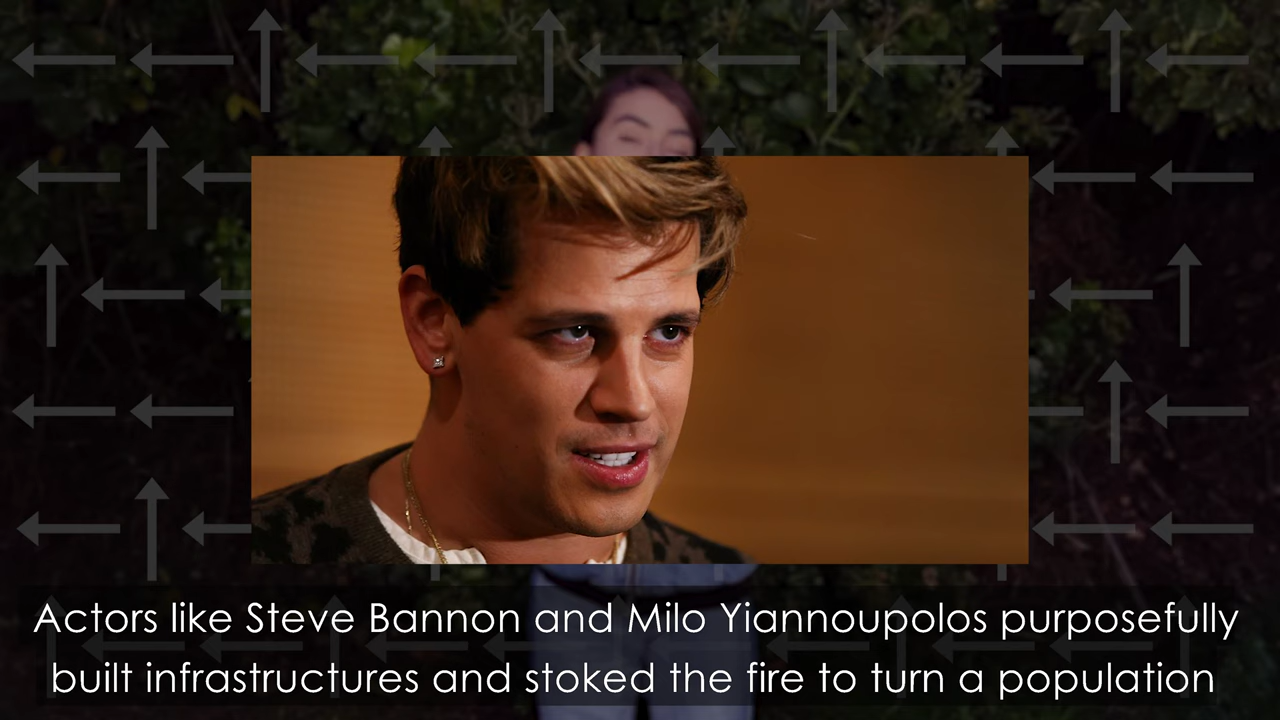 Actors like Steve Bannon and Milo Yiannoupolos purposefully
built infrastructures and stoked the fire to turn a population